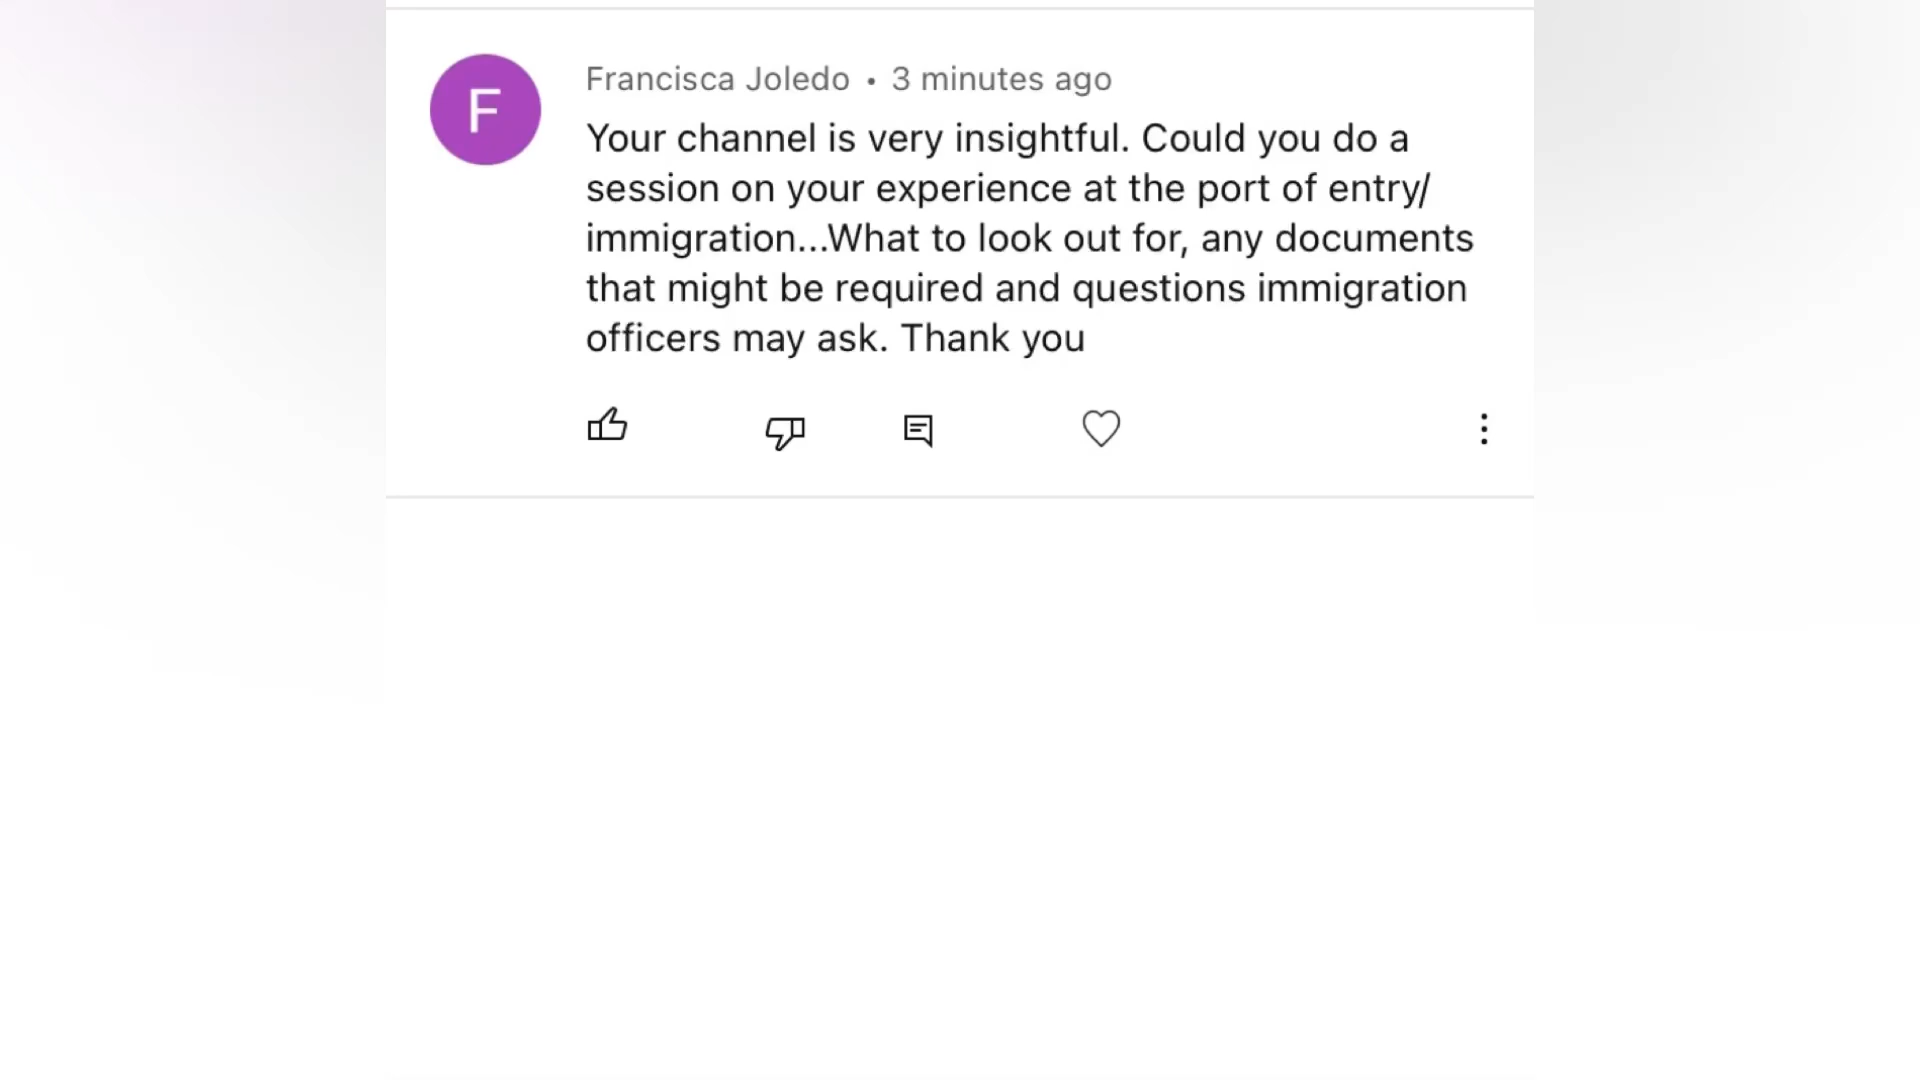 F
Francisca Joledo • 3 minutes ago
Your channel is very insightful. Could you do a
session on your experience at the port of entry/
immigration...What to look out for, any documents
that might be required and questions immigration
officers may ask. Thank you